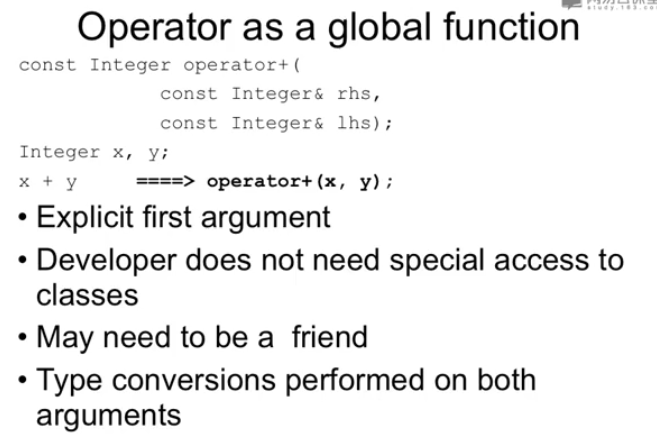 Operator as a global function
const Integer operator+(
const Integer& rhs,
const Integer& lhs);
Integer x, y;
x + y ====> operator+(x, y);
• Explicit first argument
• Developer does not need special access to
classes
• May need to be a friend
• Type conversions performed on both
arguments